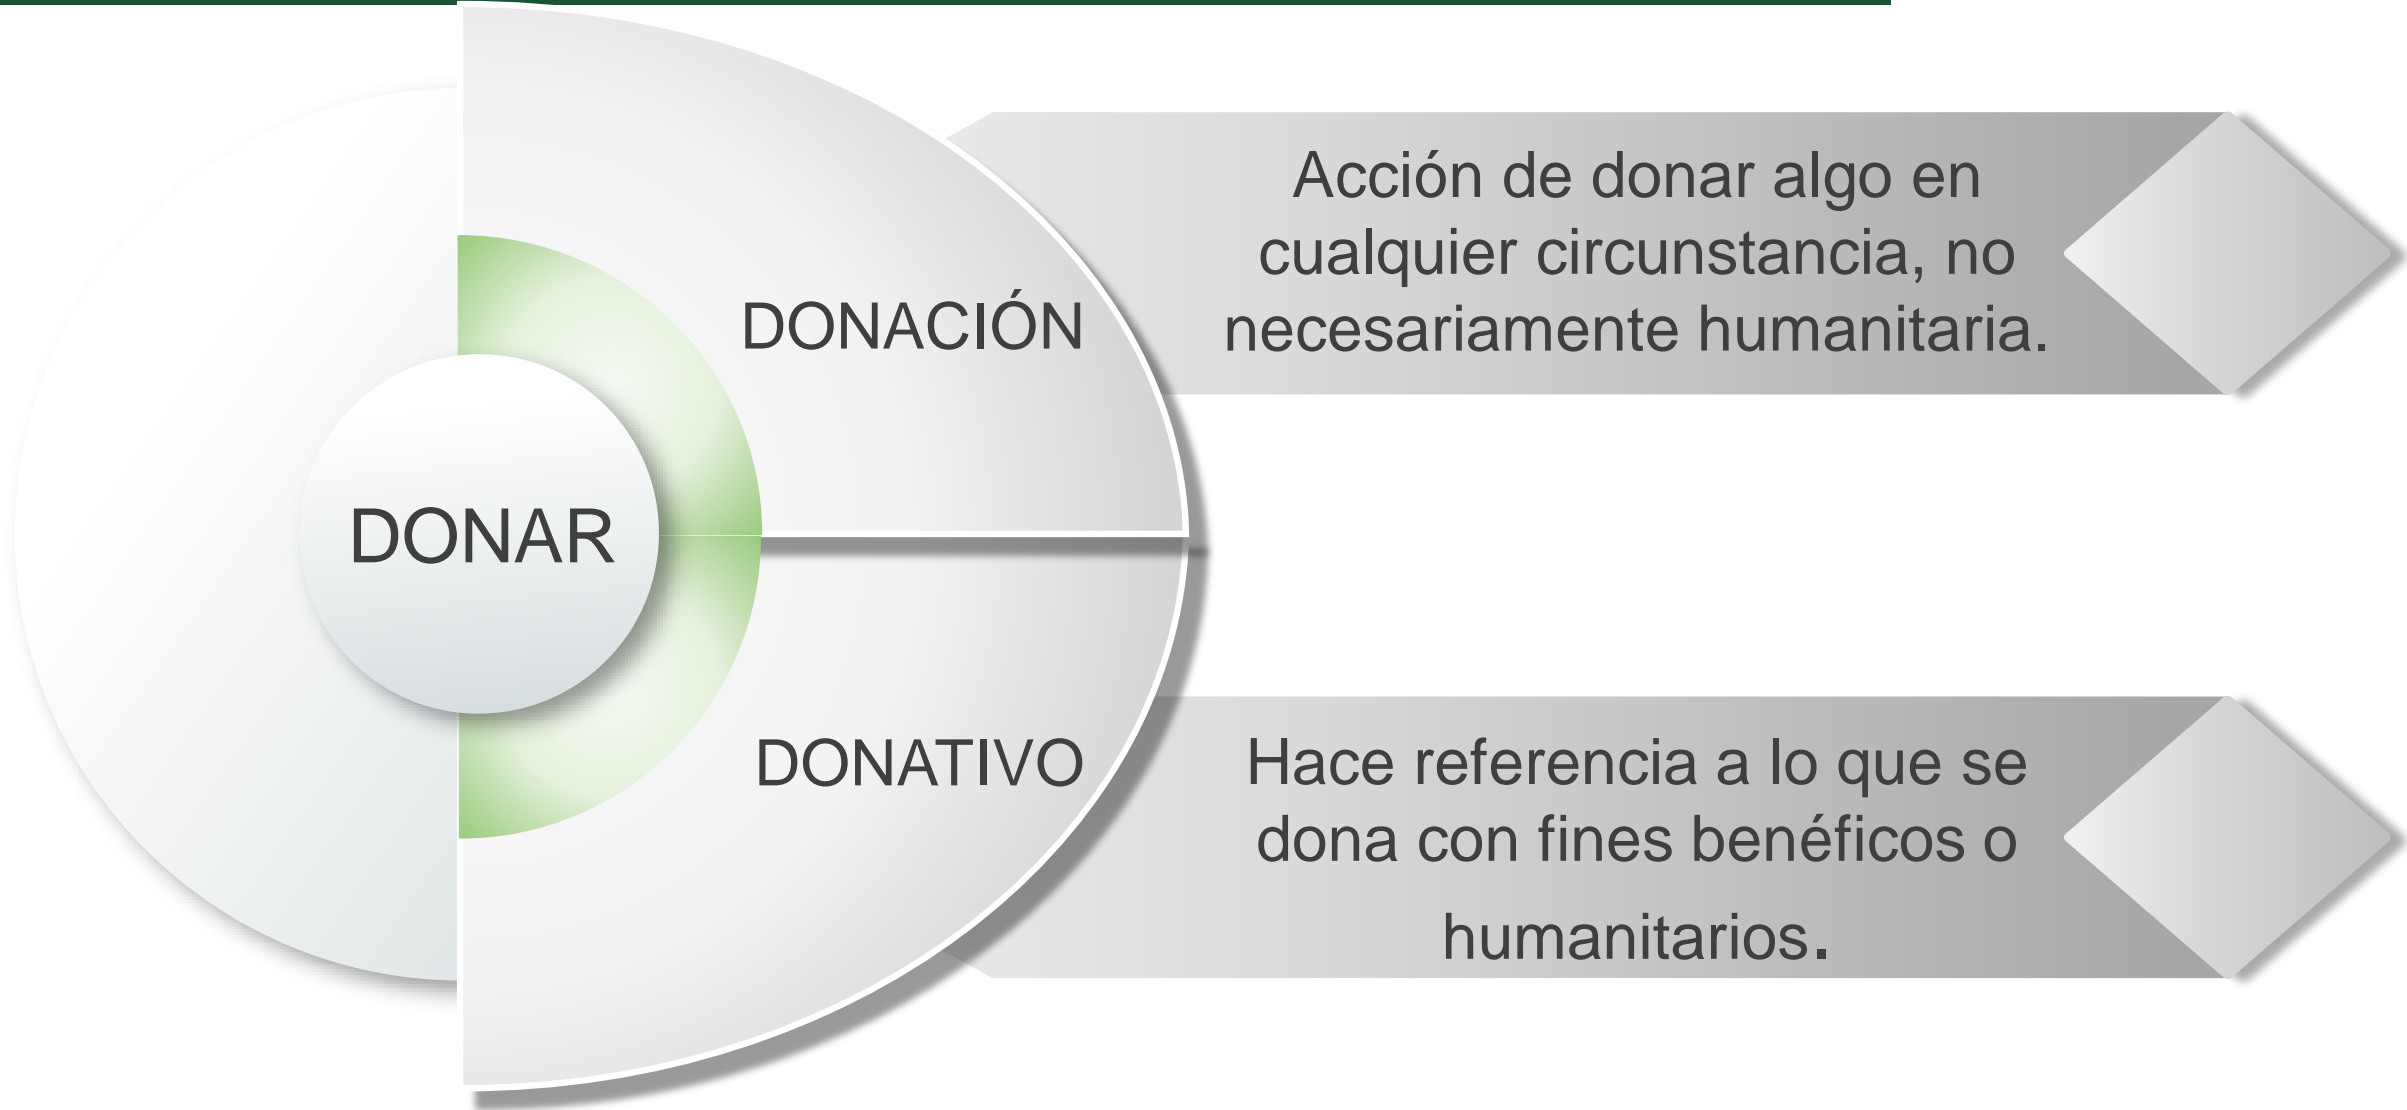 DONAR
DONACIÓN
Acción de donar algo en
cualquier circunstancia, no
necesariamente humanitaria.
DONATIVO
Hace referencia a lo que se
dona con fines benéficos o
humanitarios.